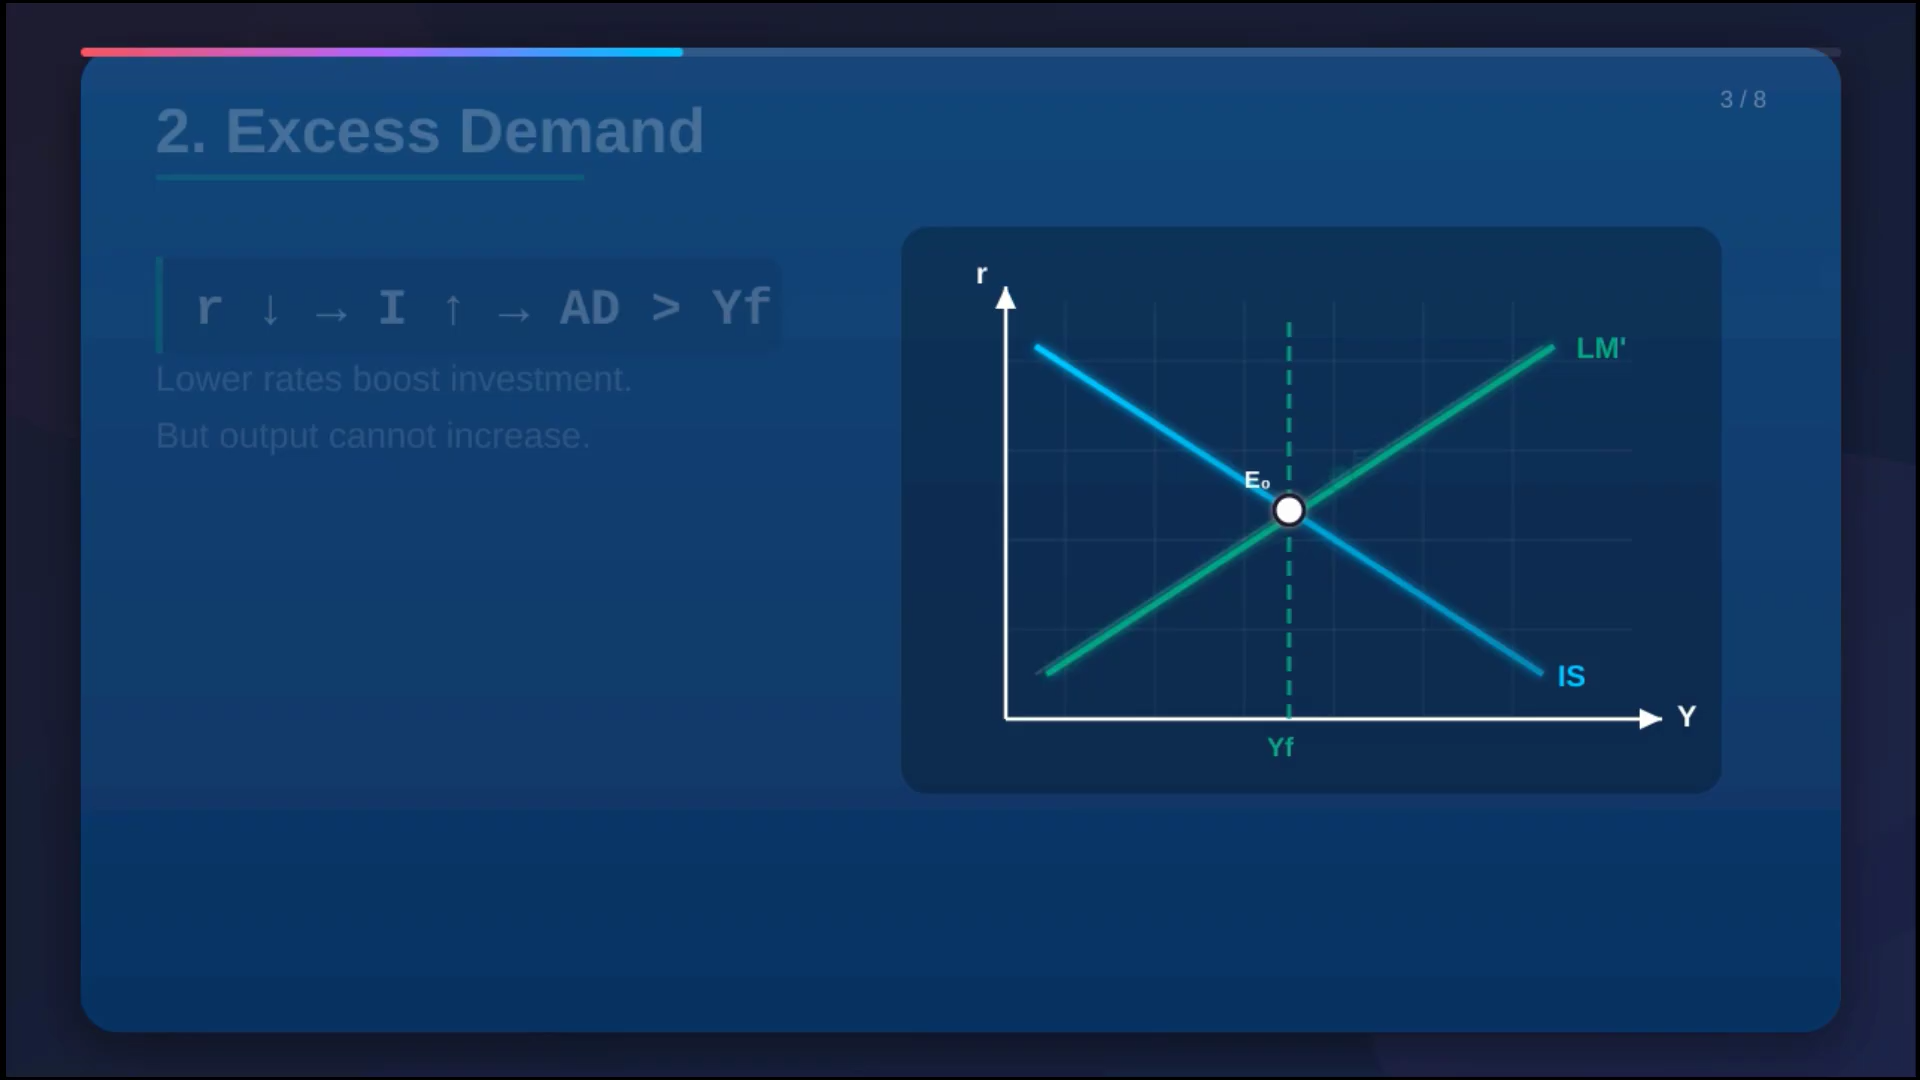 3 / 8
2. Excess Demand
r ↓ → I ↑ → AD > Yf
Lower rates boost investment.
But output cannot increase.
r
LM'
E₀
IS
Y
Yf